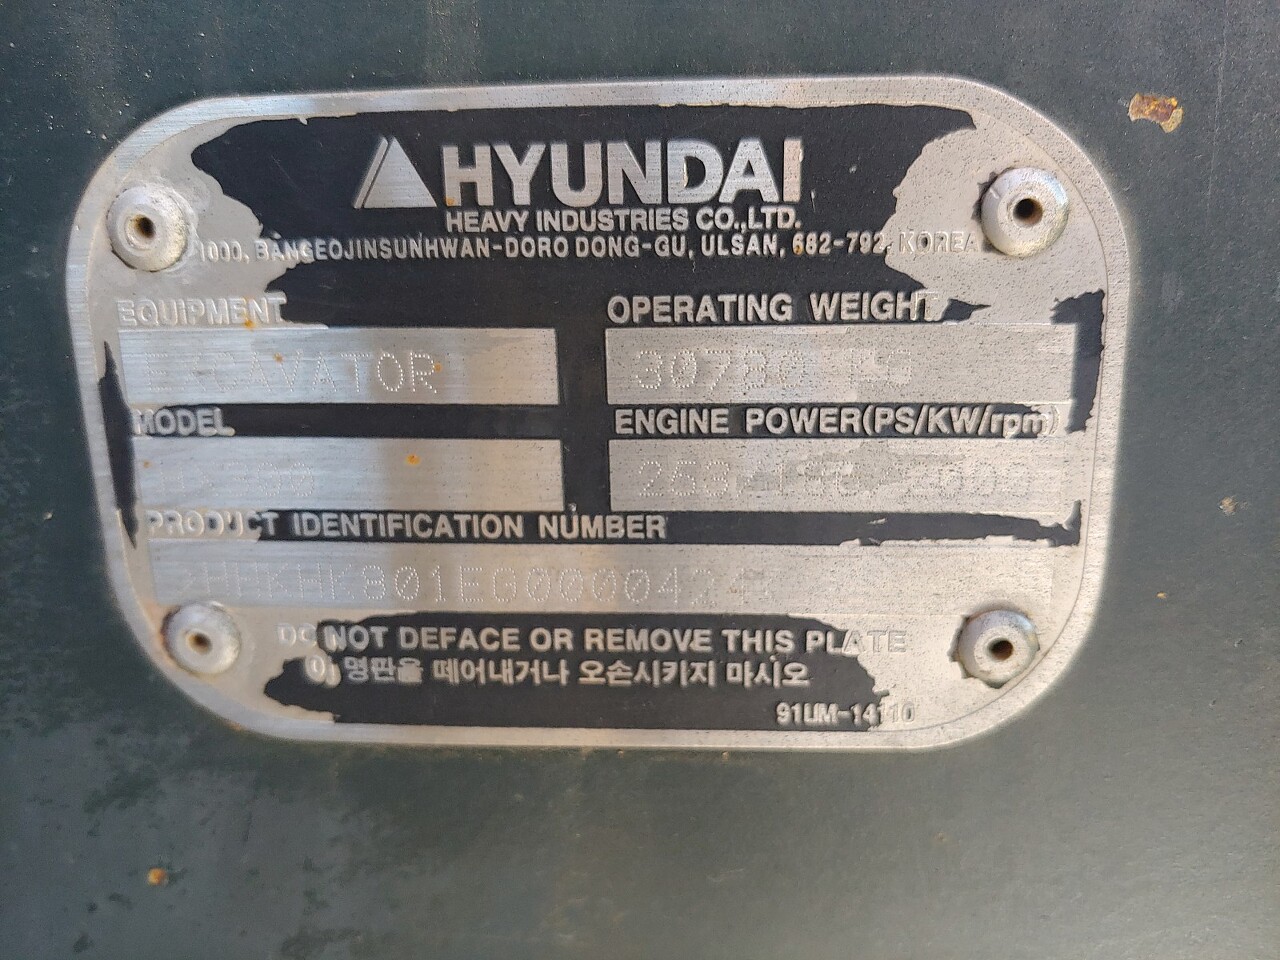 HYUNDAI
HEAVY INDUSTRIES CO.,LTD.
1000, BANGEOJINSUNHWAN-DORO DONG-GU, ULSAN, 682-792, KOREA
EQUIPMENT
EXCAVATOR
OPERATING WEIGHT
30780
MODEL
ENGINE POWER(PS/KW/rpm)
PRODUCT IDENTIFICATION NUMBER
DO NOT DEFACE OR REMOVE THIS PLATE
명판을 떼어내거나 오손시키지 마시오
91UM-14110